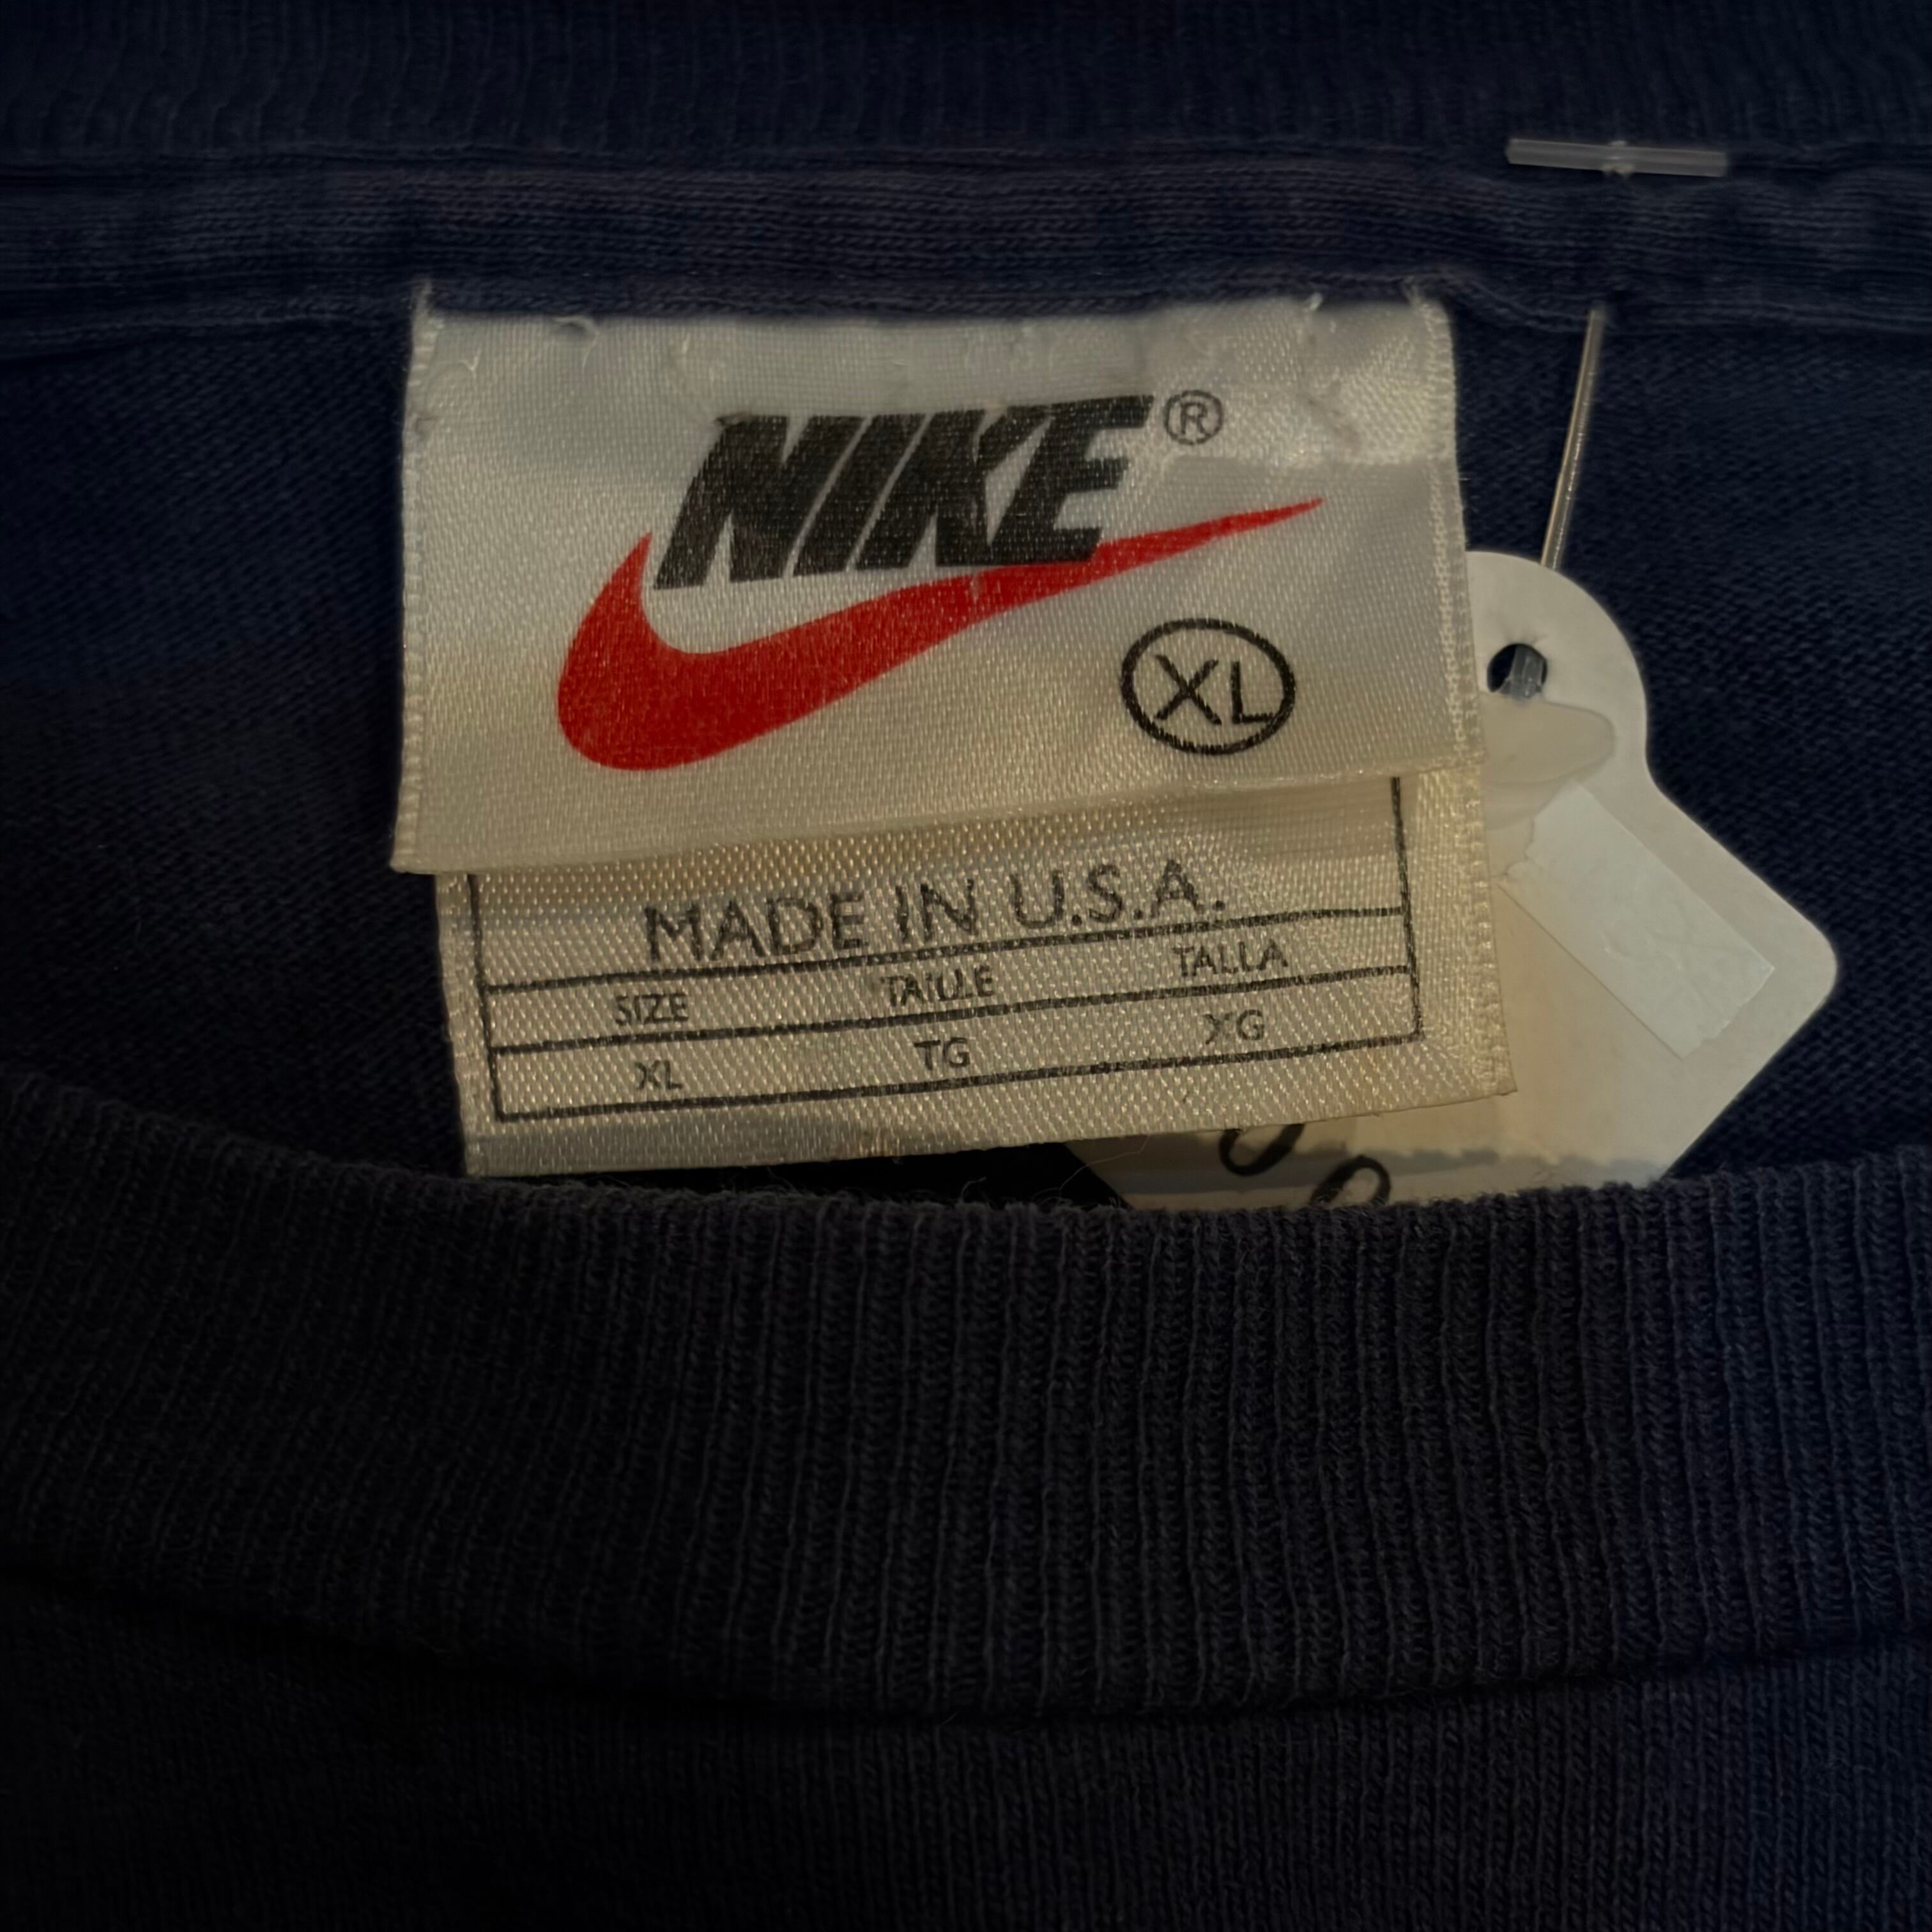 NIKE®
XL
MADE IN U.S.A.
SIZE TAILLE TALLA
XL TG XG